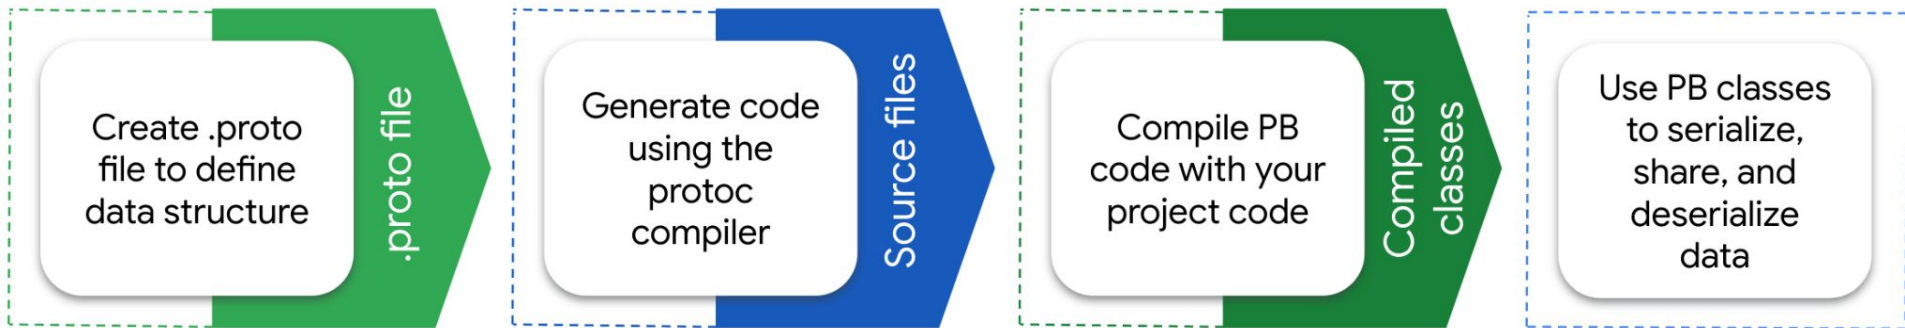 Create .proto
file to define
data structure
.proto file
Generate code
using the
protoc
compiler
Source files
Compile PB
code with your
project code
Compiled
classes
Use PB classes
to serialize,
share, and
deserialize
data